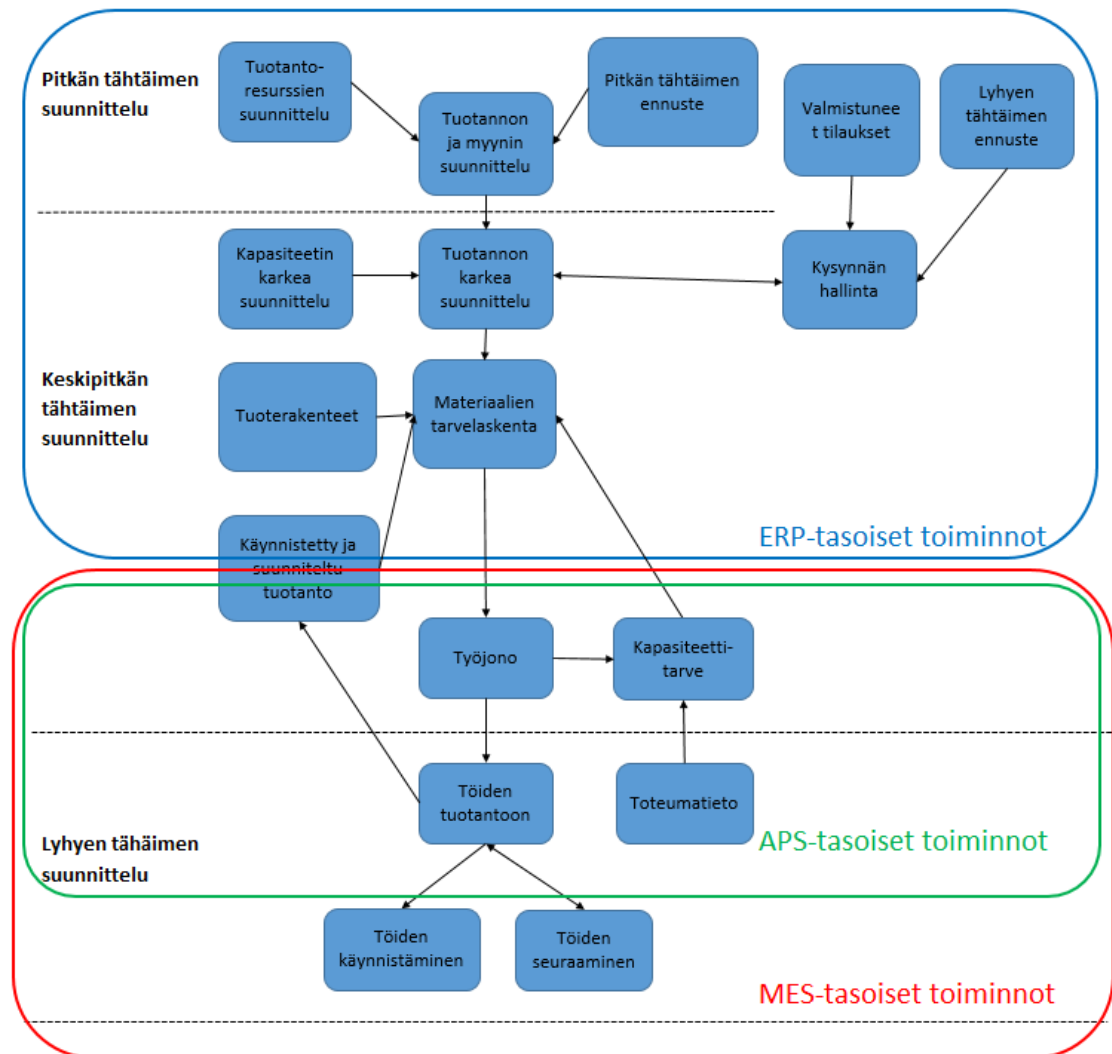 Pitkän tähtäimen
suunnittelu
Tuotanto-
resurssien
suunnittelu
Tuotannon
ja myynin
suunnittelu
Pitkän tähtäimen
ennuste
Valmistunee
t tilaukset
Lyhyen
tähtäimen
ennuste
Kapasiteetin
karkea
suunnittelu
Tuotannon
karkea
suunnittelu
Kysynnän
hallinta
Keskipitkän
tähtäimen
suunnittelu
Tuoterakenteet
Materiaalien
tarvelaskenta
Käynnistetty ja
suunniteltu
tuotanto
ERP-tasoiset toiminnot
Työjono
Kapasiteetti-
tarve
Töiden
tuotantoon
Toteumatieto
APS-tasoiset toiminnot
Lyhyen tähäimen
suunnittelu
Töiden
käynnistäminen
Töiden
seuraaminen
MES-tasoiset toiminnot